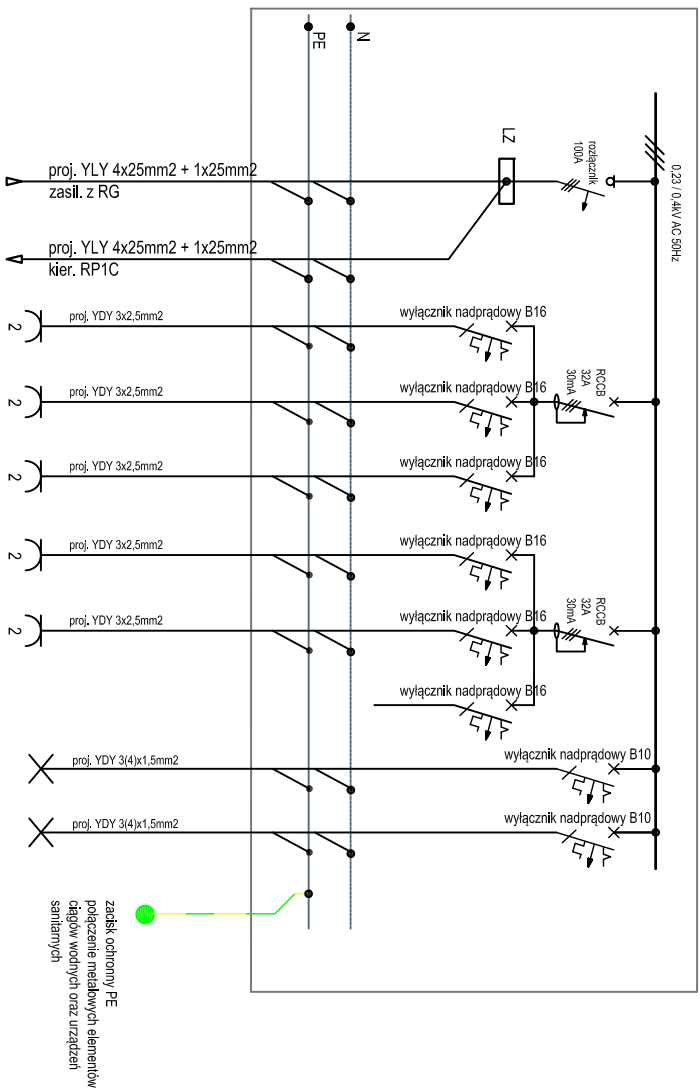 PE
N
0,23 / 0,4kV AC 50Hz
rozłącznik
100A
LZ
proj. YLY 4x25mm2 + 1x25mm2
zasil. z RG
proj. YLY 4x25mm2 + 1x25mm2
kier. RP1C
wyłącznik nadprądowy B16
2
proj. YDY 3x2,5mm2
RCCB
32A
30mA
wyłącznik nadprądowy B16
2
proj. YDY 3x2,5mm2
wyłącznik nadprądowy B16
2
proj. YDY 3x2,5mm2
wyłącznik nadprądowy B16
2
proj. YDY 3x2,5mm2
RCCB
32A
30mA
wyłącznik nadprądowy B16
2
proj. YDY 3x2,5mm2
wyłącznik nadprądowy B16
wyłącznik nadprądowy B10
proj. YDY 3(4)x1,5mm2
wyłącznik nadprądowy B10
proj. YDY 3(4)x1,5mm2
zacisk ochronny PE
połączenie metalowych elementów
ciągów wodnych oraz urządzeń
sanitarnych